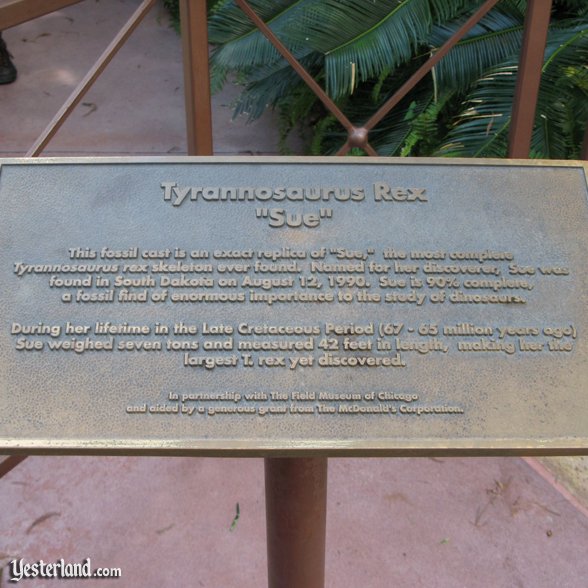 Tyrannosaurus Rex
"Sue"
This fossil cast is an exact replica of "Sue," the most complete
Tyrannosaurus rex skeleton ever found. Named for her discoverer, Sue was
found in South Dakota on August 12, 1990. Sue is 90% complete,
a fossil find of enormous importance to the study of dinosaurs.
During her lifetime in the Late Cretaceous Period (67 - 65 million years ago)
Sue weighed seven tons and measured 42 feet in length, making her the
largest T. rex yet discovered.
In partnership with The Field Museum of Chicago
and aided by a generous grant from The McDonald's Corporation.
Yesterland.com